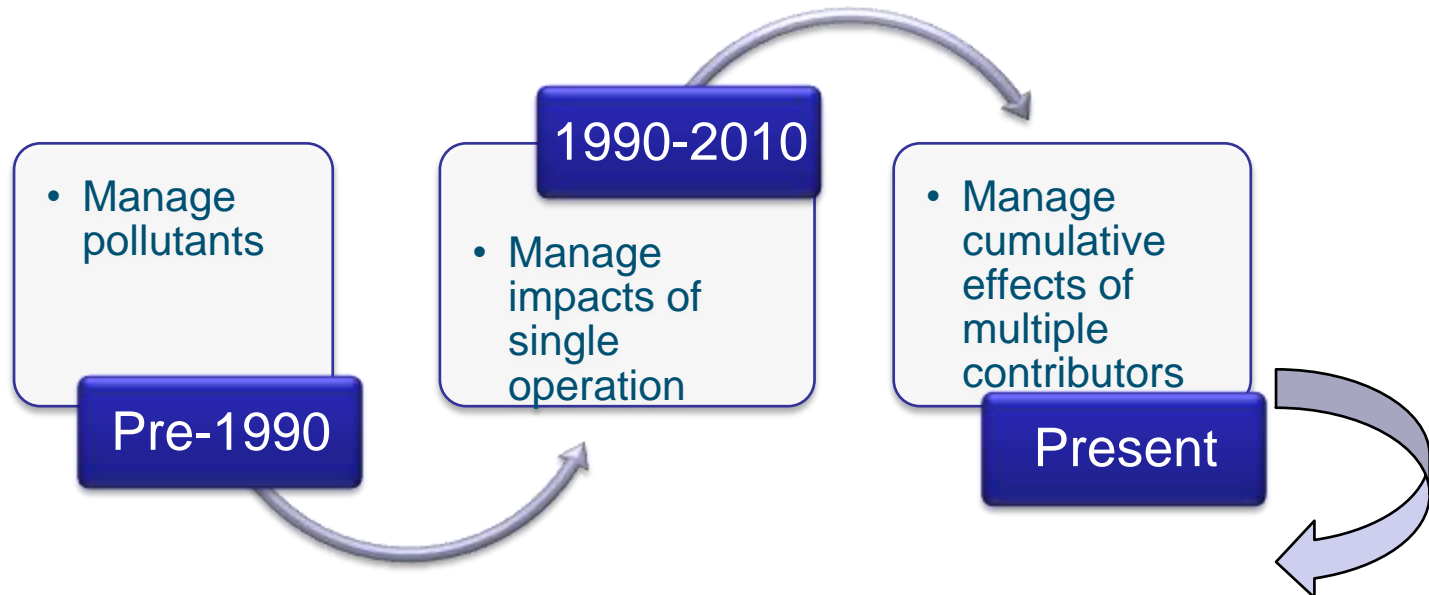 • Manage
pollutants
Pre-1990
1990-2010
• Manage
impacts of
single
operation
• Manage
cumulative
effects of
multiple
contributors
Present